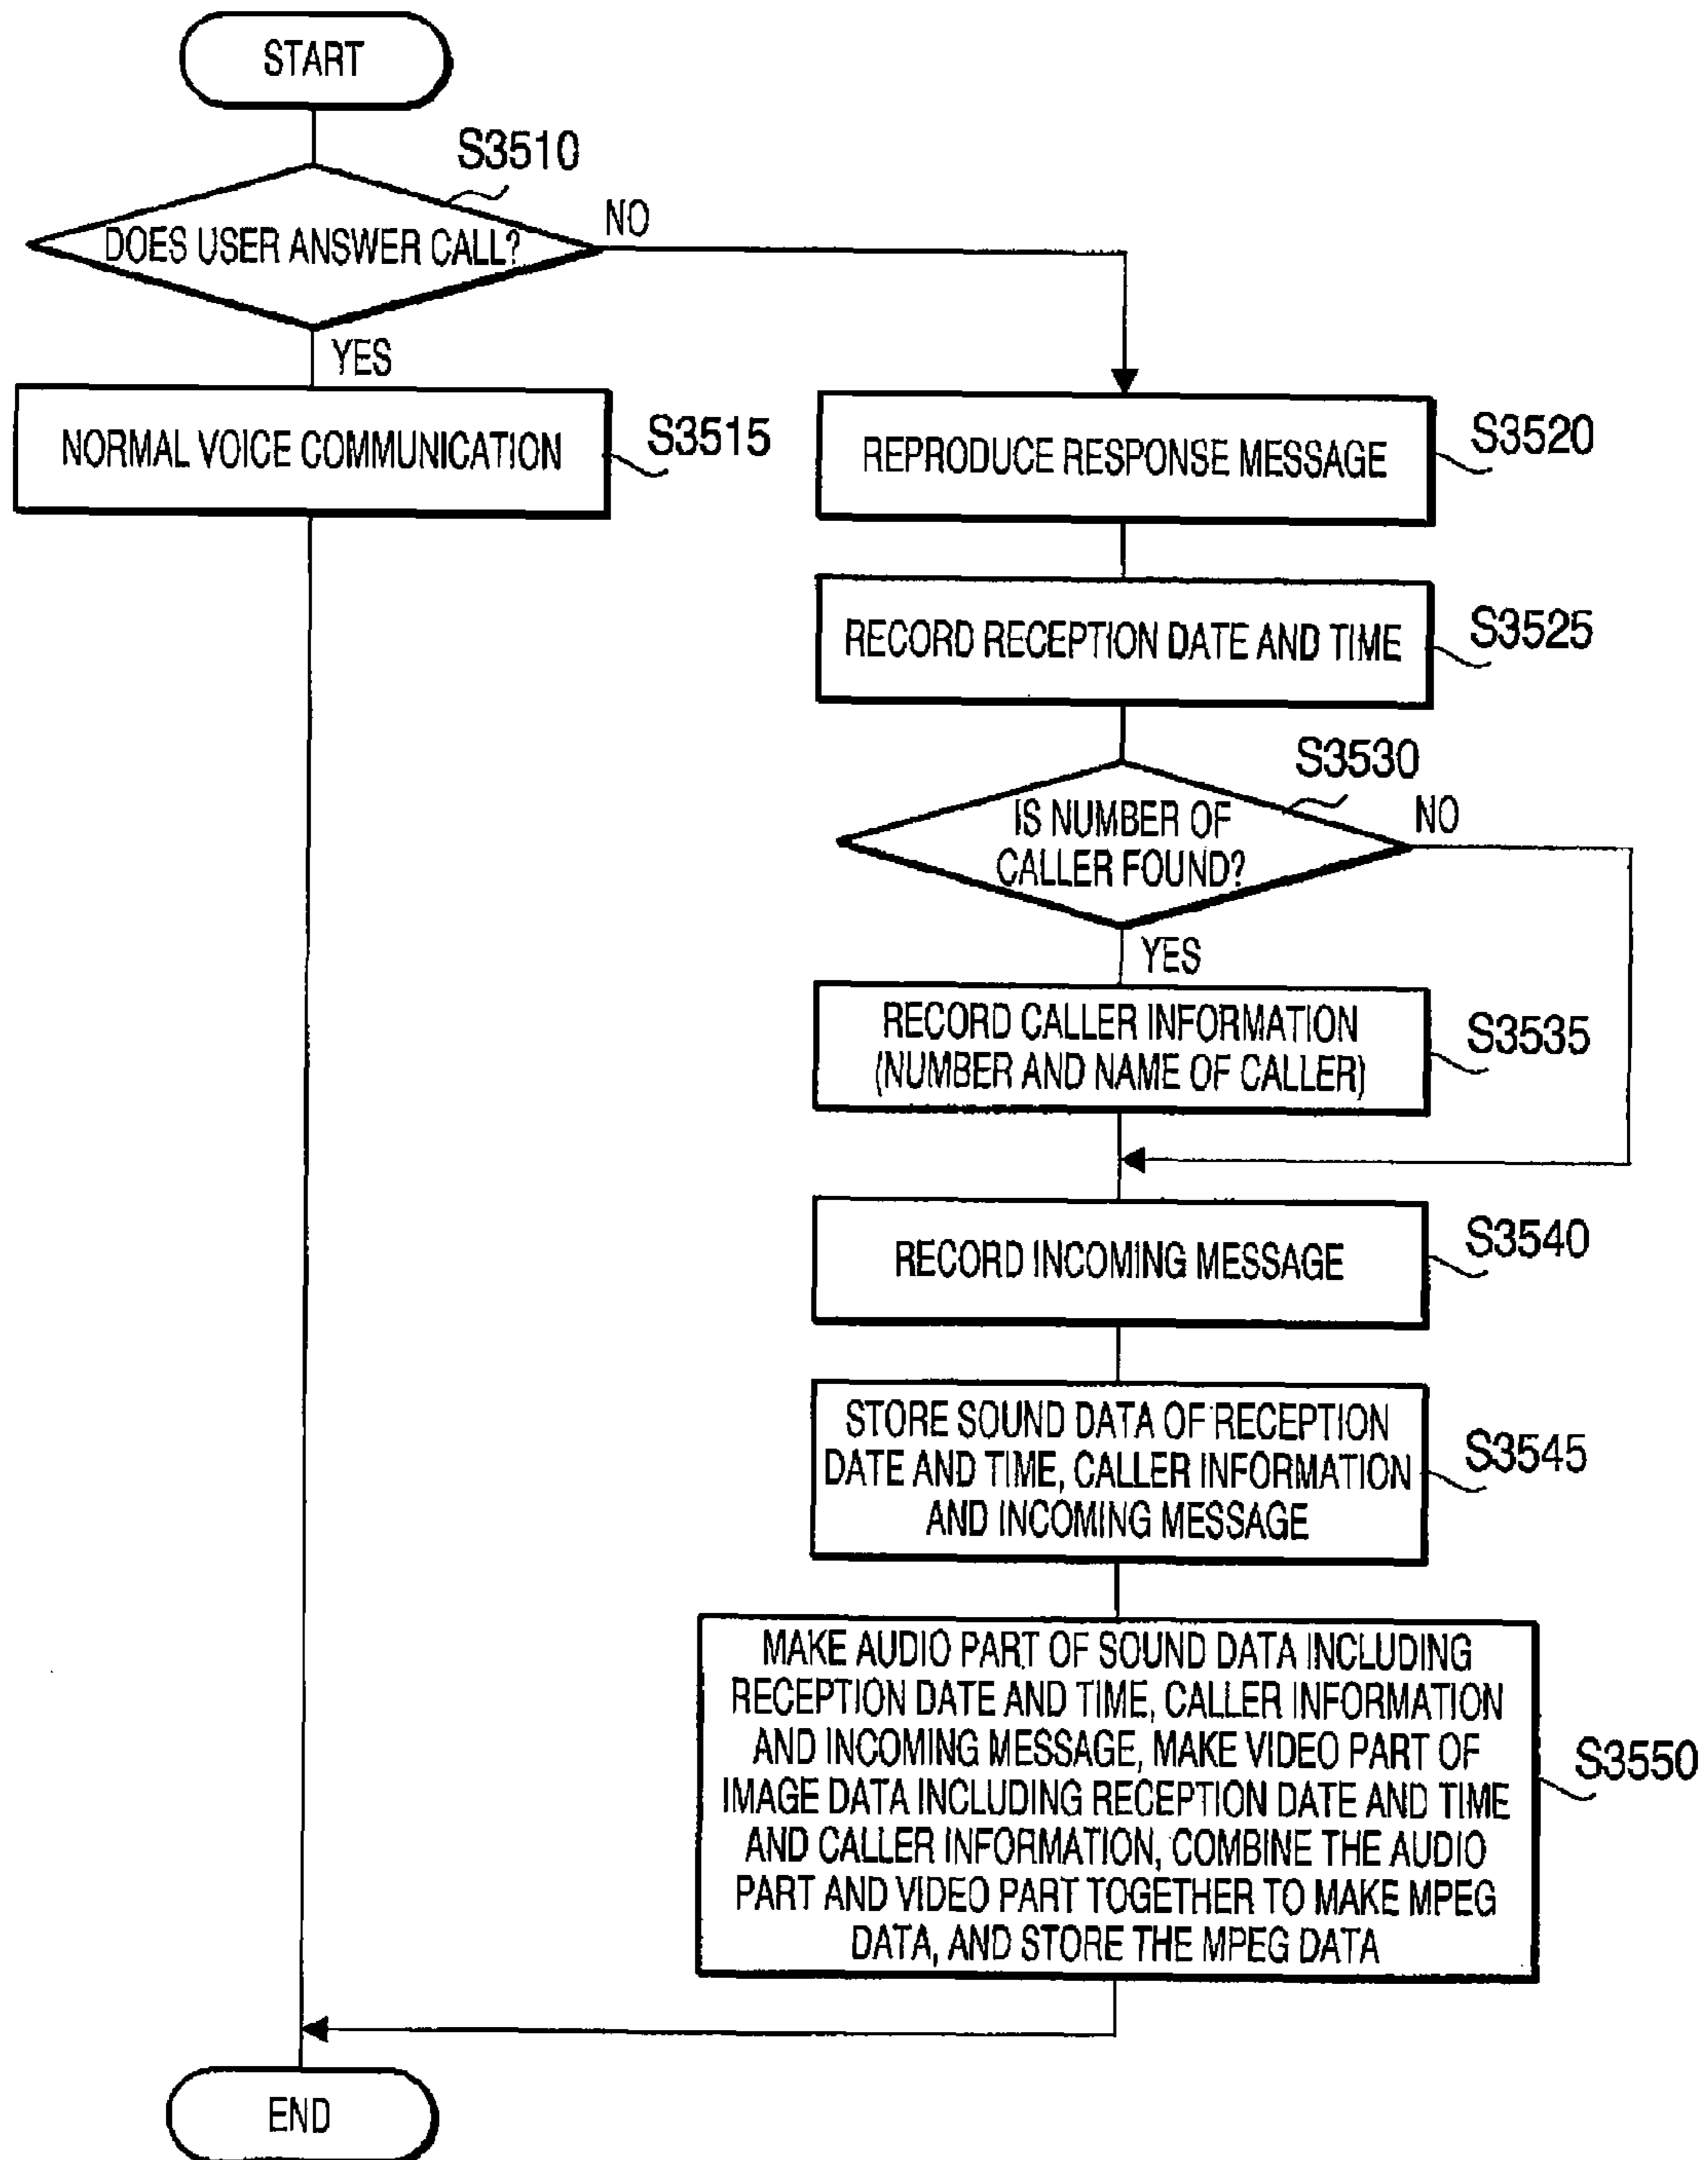 START
S3510
DOES USER ANSWER CALL?
NO
YES
NORMAL VOICE COMMUNICATION
S3515
REPRODUCE RESPONSE MESSAGE
S3520
RECORD RECEPTION DATE AND TIME
S3525
S3530
IS NUMBER OF
CALLER FOUND?
NO
YES
RECORD CALLER INFORMATION
(NUMBER AND NAME OF CALLER)
S3535
RECORD INCOMING MESSAGE
S3540
STORE SOUND DATA OF RECEPTION
DATE AND TIME, CALLER INFORMATION
AND INCOMING MESSAGE
S3545
MAKE AUDIO PART OF SOUND DATA INCLUDING
RECEPTION DATE AND TIME, CALLER INFORMATION
AND INCOMING MESSAGE, MAKE VIDEO PART OF
IMAGE DATA INCLUDING RECEPTION DATE AND TIME
AND CALLER INFORMATION, COMBINE THE AUDIO
PART AND VIDEO PART TOGETHER TO MAKE MPEG
DATA, AND STORE THE MPEG DATA
S3550
END